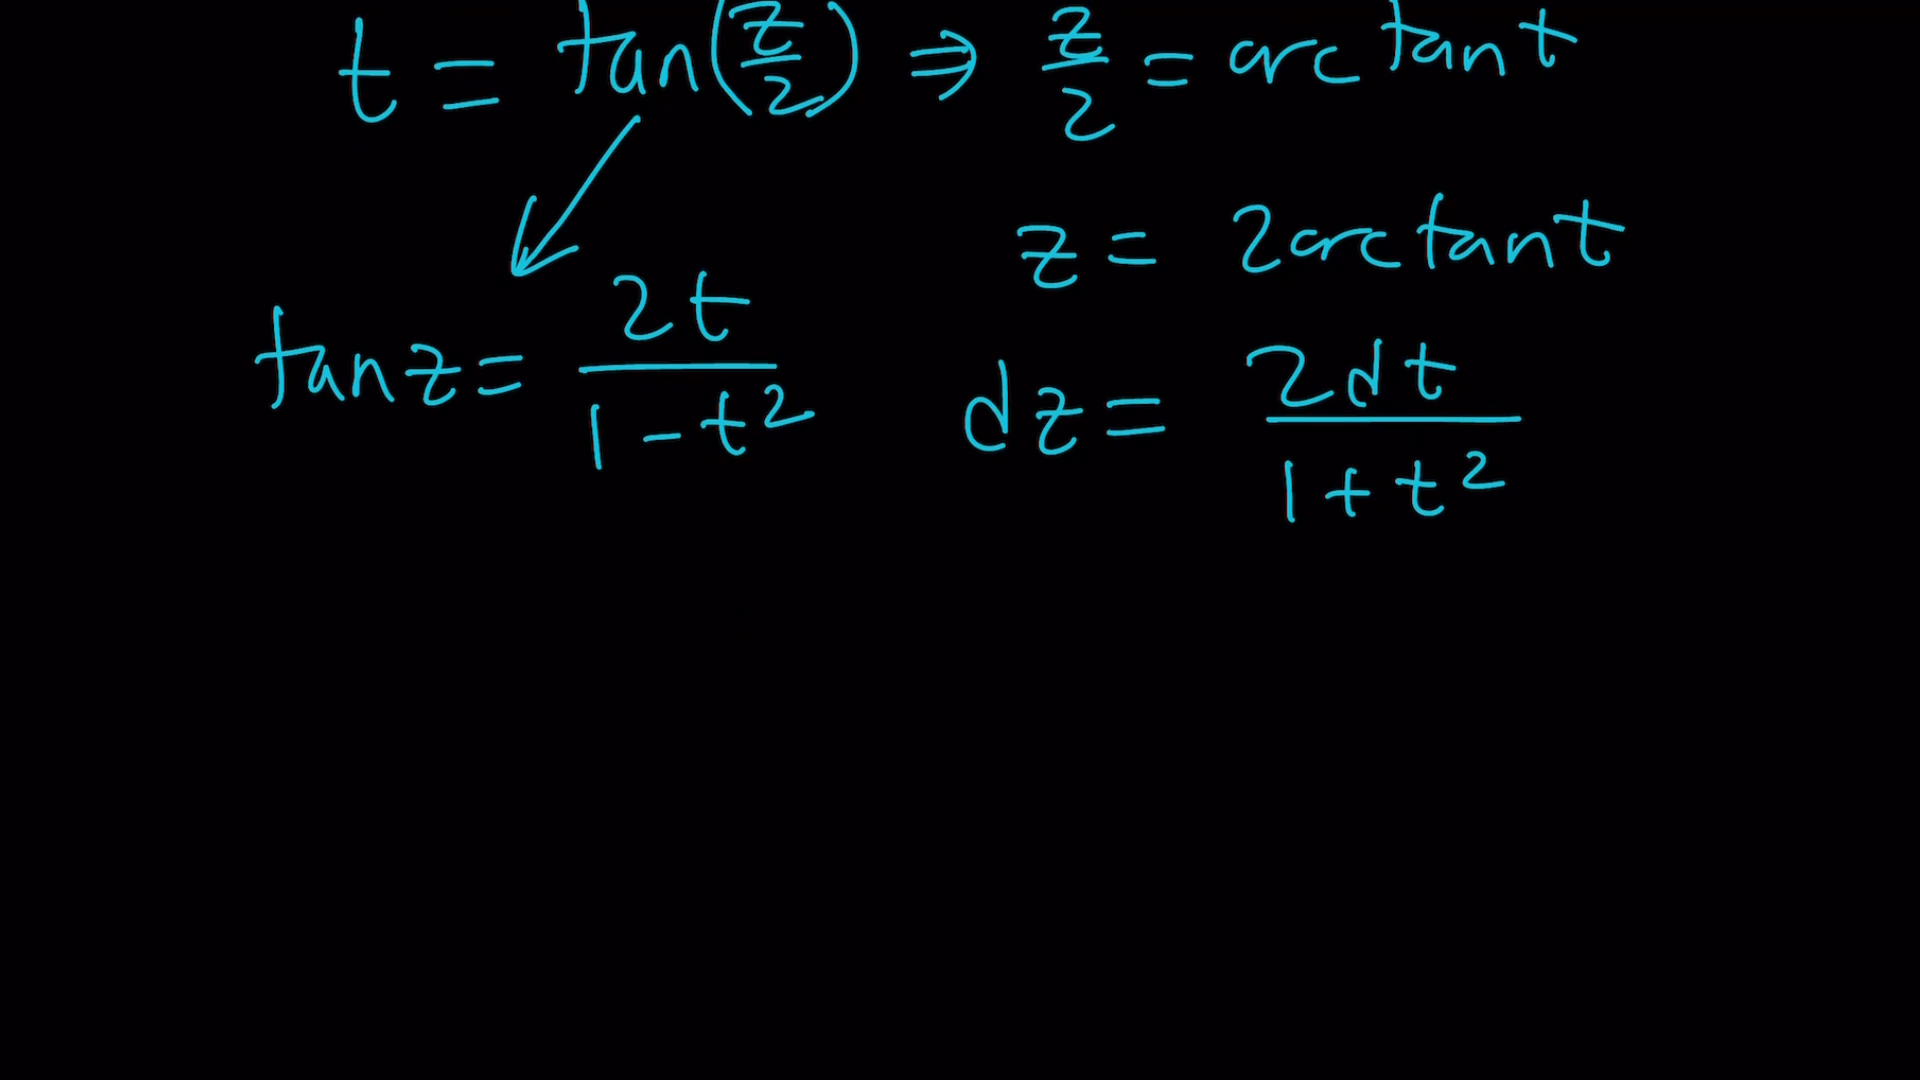 t = tan(z/2) ⇒ z/2 = arctan t
z = 2arctan t
tan z = 2t/(1-t²)
dz = 2dt/(1+t²)